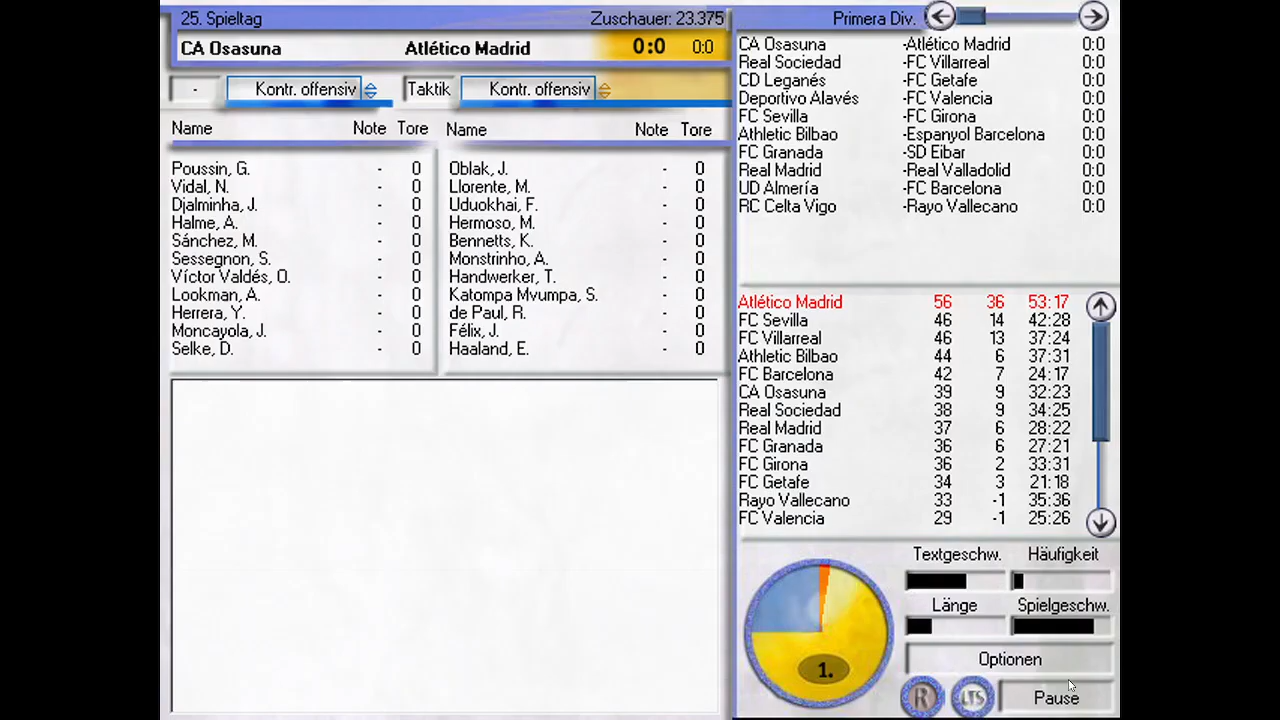 25. Spieltag Zuschauer: 23.375
CA Osasuna Atlético Madrid 0:0 0:0
- Kontr. offensiv Taktik Kontr. offensiv
Name Note Tore Name Note Tore
Poussin, G. - 0 Oblak, J. - 0
Vidal, N. - 0 Llorente, M. - 0
Djalminha, J. - 0 Uduokhai, F. - 0
Halme, A. - 0 Hermoso, M. - 0
Sánchez, M. - 0 Bennetts, K. - 0
Sessegnon, S. - 0 Monstrinho, A. - 0
Víctor Valdés, O. - 0 Handwerker, T. - 0
Lookman, A. - 0 Katompa Mvumpa, S. - 0
Herrera, Y. - 0 de Paul, R. - 0
Moncayola, J. - 0 Félix, J. - 0
Selke, D. - 0 Haaland, E. - 0
Primera Div.
CA Osasuna -Atlético Madrid 0:0
Real Sociedad -FC Villarreal 0:0
CD Leganés -FC Getafe 0:0
Deportivo Alavés -FC Valencia 0:0
FC Sevilla -FC Girona 0:0
Athletic Bilbao -Espanyol Barcelona 0:0
FC Granada -SD Eibar 0:0
Real Madrid -Real Valladolid 0:0
UD Almería -FC Barcelona 0:0
RC Celta Vigo -Rayo Vallecano 0:0
Atlético Madrid 56 36 53:17
FC Sevilla 46 14 42:28
FC Villarreal 46 13 37:24
Athletic Bilbao 44 6 37:31
FC Barcelona 42 7 24:17
CA Osasuna 39 9 32:23
Real Sociedad 38 9 34:25
Real Madrid 37 6 28:22
FC Granada 36 6 27:21
FC Girona 36 2 33:31
FC Getafe 34 3 21:18
Rayo Vallecano 33 -1 35:36
FC Valencia 29 -1 25:26
Textgeschw. Häufigkeit
Länge Spielgeschw.
1. Optionen
R LTS Pause